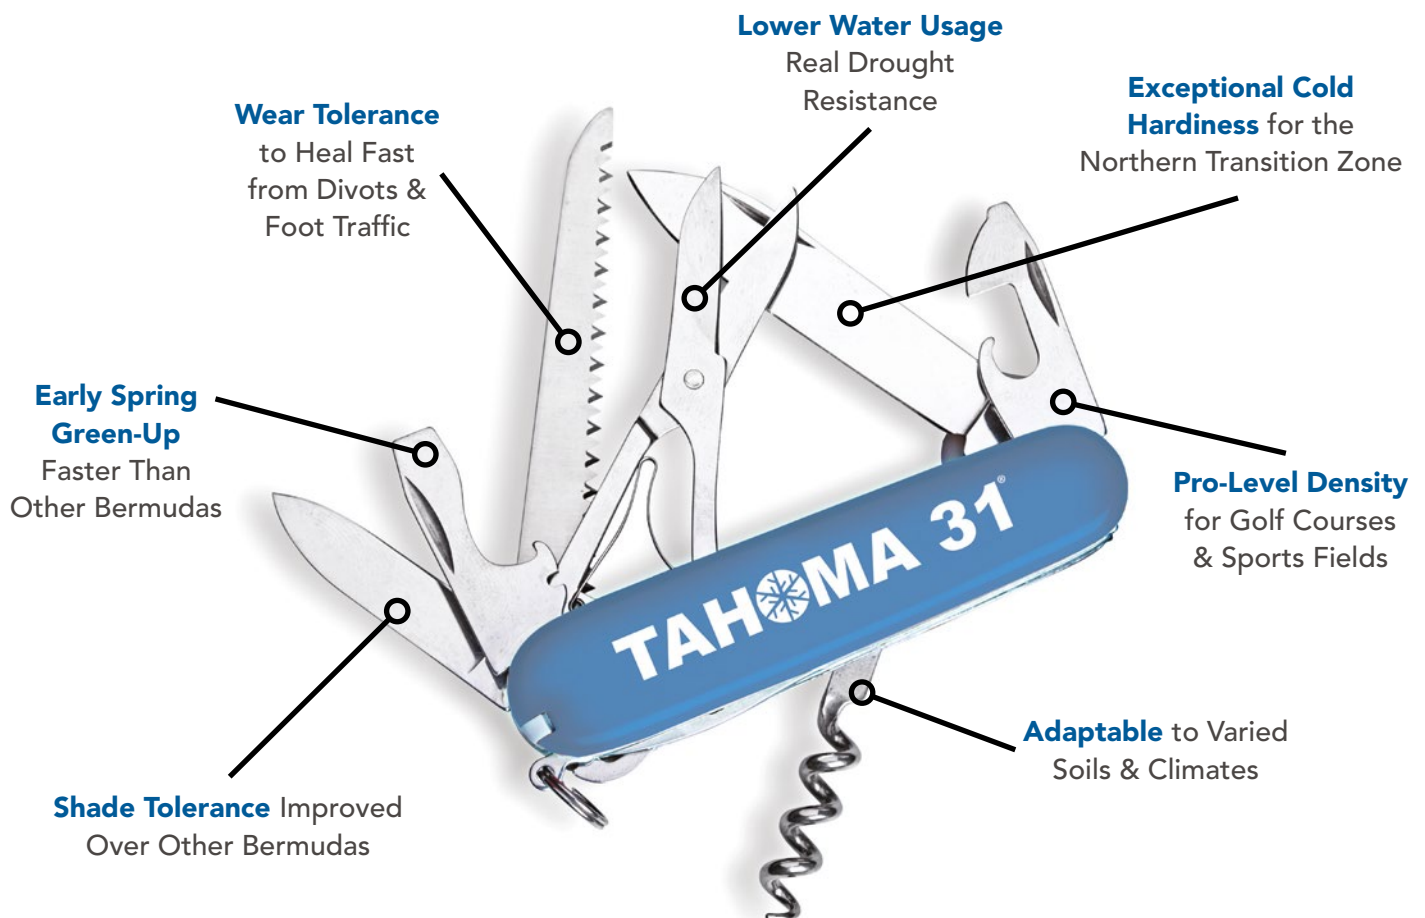 Lower Water Usage
Real Drought
Resistance
Exceptional Cold
Hardiness for the
Northern Transition Zone
Wear Tolerance
to Heal Fast
from Divots &
Foot Traffic
Early Spring
Green-Up
Faster Than
Other Bermudas
Pro-Level Density
for Golf Courses
& Sports Fields
TAHOMA 31®
Adaptable to Varied
Soils & Climates
Shade Tolerance Improved
Over Other Bermudas